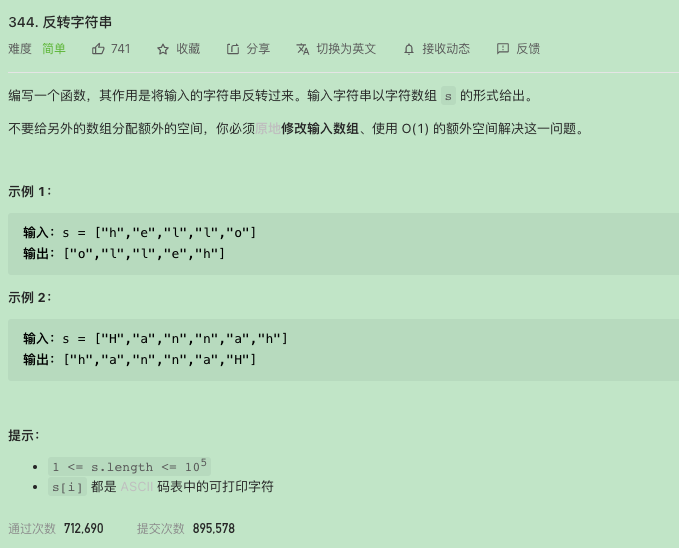 344. 反转字符串
难度 简单 741 收藏 分享 切换为英文 接收动态 反馈
编写一个函数，其作用是将输入的字符串反转过来。输入字符串以字符数组 s 的形式给出。
不要给另外的数组分配额外的空间，你必须原地修改输入数组、使用 O(1) 的额外空间解决这一问题。
示例 1：
输入：s = ["h","e","l","l","o"]
输出：["o","l","l","e","h"]
示例 2：
输入：s = ["H","a","n","n","a","h"]
输出：["h","a","n","n","a","H"]
提示：
1 <= s.length <= 10⁵
s[i] 都是 ASCII 码表中的可打印字符
通过次数 712,690 提交次数 895,578